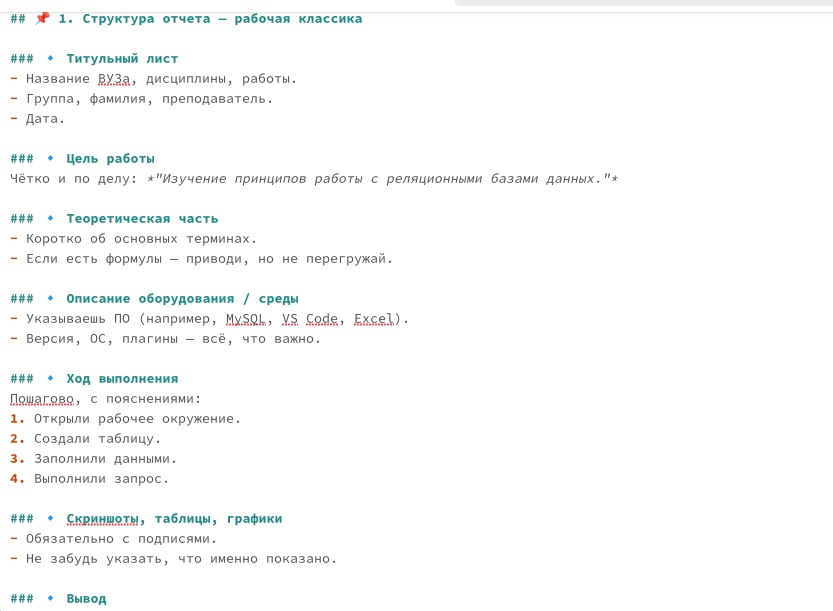 ## 📌 1. Структура отчета — рабочая классика
### 🔹 Титульный лист
- Название ВУЗа, дисциплины, работы.
- Группа, фамилия, преподаватель.
- Дата.
### 🔹 Цель работы
Чётко и по делу: *"Изучение принципов работы с реляционными базами данных."*
### 🔹 Теоретическая часть
- Коротко об основных терминах.
- Если есть формулы — приводи, но не перегружай.
### 🔹 Описание оборудования / среды
- Указываешь ПО (например, MySQL, VS Code, Excel).
- Версия, ОС, плагины — всё, что важно.
### 🔹 Ход выполнения
Пошагово, с пояснениями:
1. Открыли рабочее окружение.
2. Создали таблицу.
3. Заполнили данными.
4. Выполнили запрос.
### 🔹 Скриншоты, таблицы, графики
- Обязательно с подписями.
- Не забудь указать, что именно показано.
### 🔹 Вывод